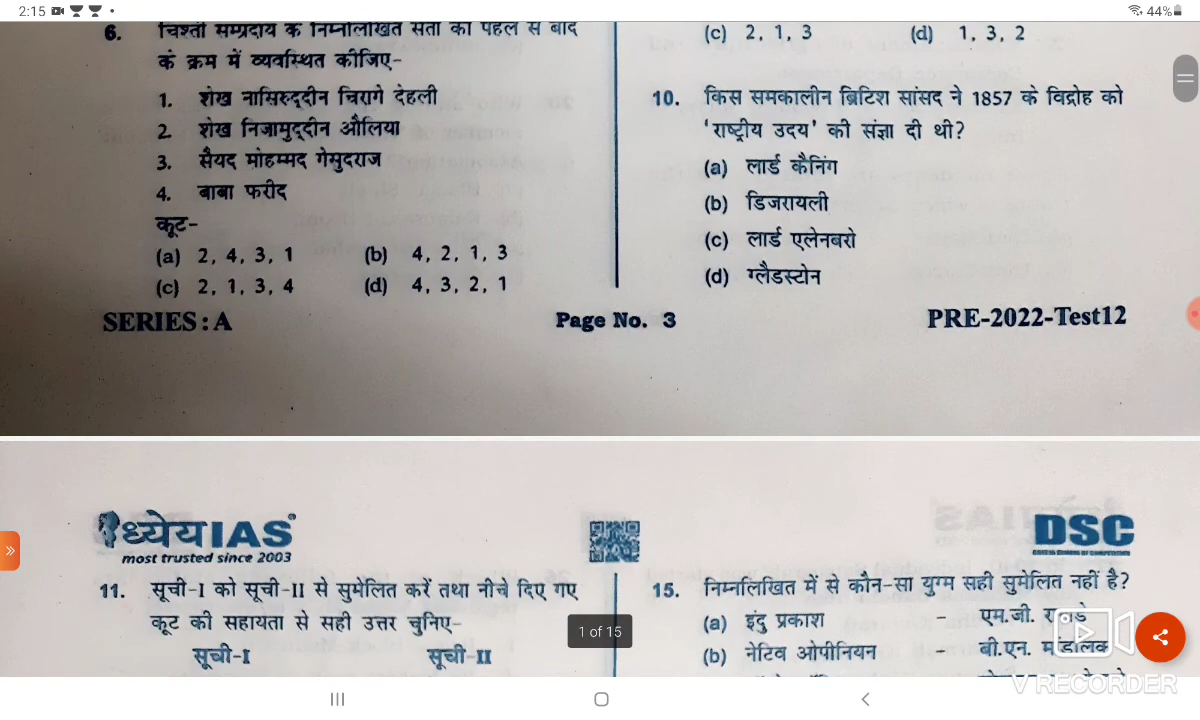 2:15
44%
6. चिश्ती सम्प्रदाय के निम्नलिखित संतों को पहले से बाद
के क्रम में व्यवस्थित कीजिए-
1. शेख नासिरुद्दीन चिरागे देहली
2. शेख निजामुद्दीन औलिया
3. सैयद मोहम्मद गेसुदराज
4. बाबा फरीद
कूट-
(a) 2, 4, 3, 1 (b) 4, 2, 1, 3
(c) 2, 1, 3, 4 (d) 4, 3, 2, 1
(c) 2, 1, 3 (d) 1, 3, 2
10. किस समकालीन ब्रिटिश सांसद ने 1857 के विद्रोह को
'राष्ट्रीय उदय' की संज्ञा दी थी?
(a) लार्ड कैनिंग
(b) डिजरायली
(c) लार्ड एलेनबरो
(d) ग्लैडस्टोन
SERIES : A Page No. 3 PRE-2022-Test12
ध्येय IAS
most trusted since 2003
DSC
11. सूची-I को सूची-II से सुमेलित करें तथा नीचे दिए गए
कूट की सहायता से सही उत्तर चुनिए-
सूची-I सूची-II
15. निम्नलिखित में से कौन-सा युग्म सही सुमेलित नहीं है?
(a) इंदु प्रकाश - एम.जी.
(b) नेटिव ओपीनियन - बी.एन.
1 of 15
V RECORDER